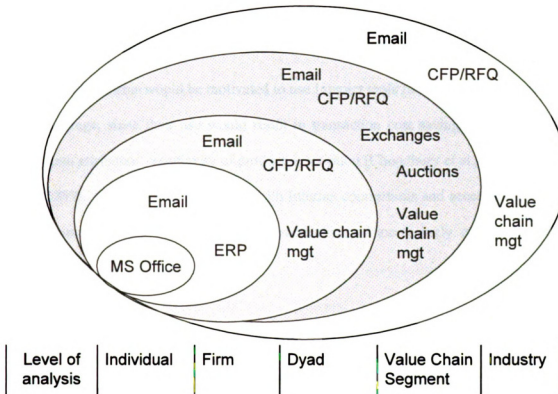 Email
CFP/RFQ
Email
CFP/RFQ
Exchanges
Auctions
Value
chain
mgt
Value
chain
mgt
Email
CFP/RFQ
Value chain
mgt
Email
ERP
MS Office
Level of
analysis
Individual
Firm
Dyad
Value Chain
Segment
Industry